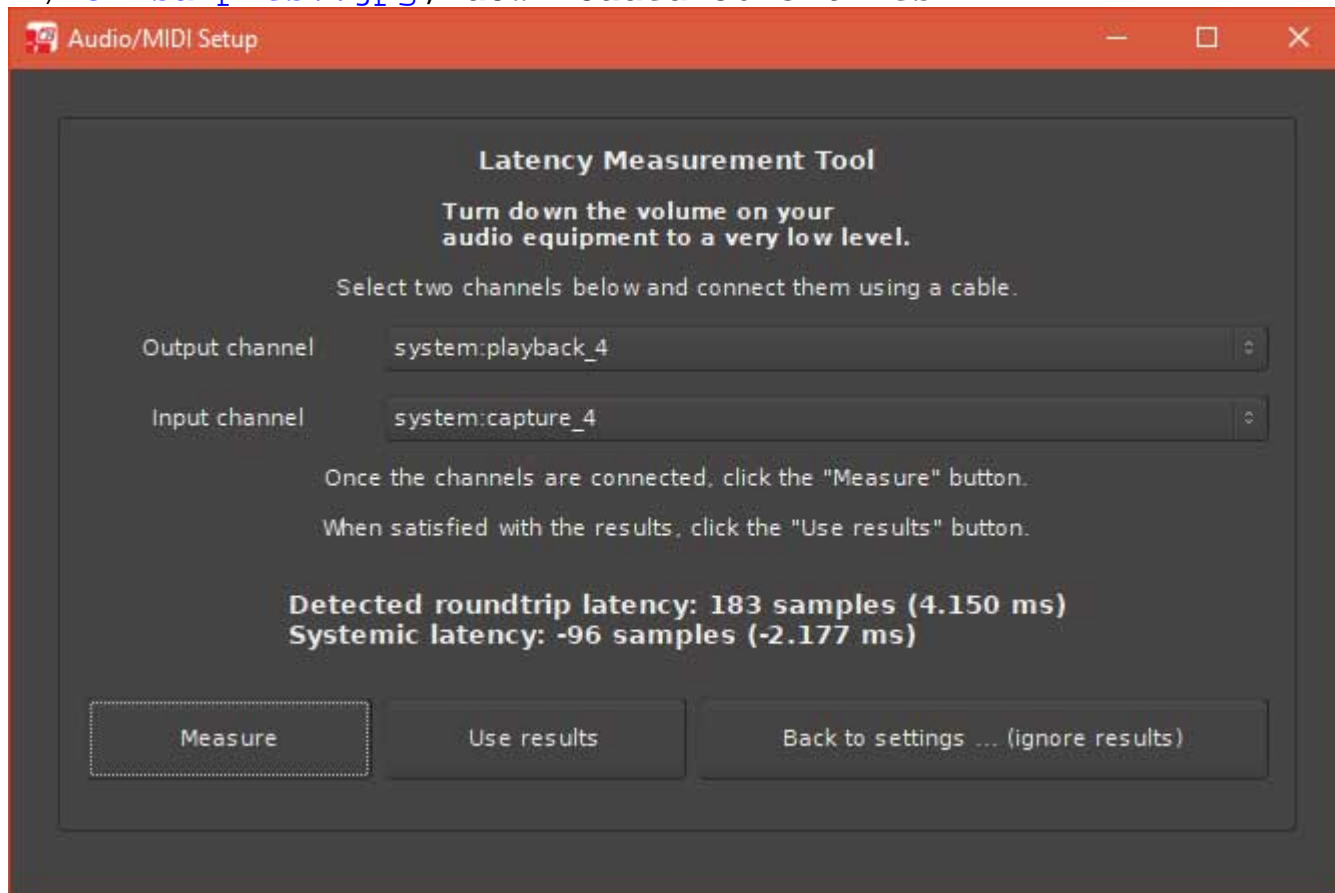 Audio/MIDI Setup
Latency Measurement Tool
Turn down the volume on your
audio equipment to a very low level.
Select two channels below and connect them using a cable.
Output channel
system:playback_4
Input channel
system:capture_4
Once the channels are connected, click the "Measure" button.
When satisfied with the results, click the "Use results" button.
Detected roundtrip latency: 183 samples (4.150 ms)
Systemic latency: -96 samples (-2.177 ms)
Measure
Use results
Back to settings ... (ignore results)